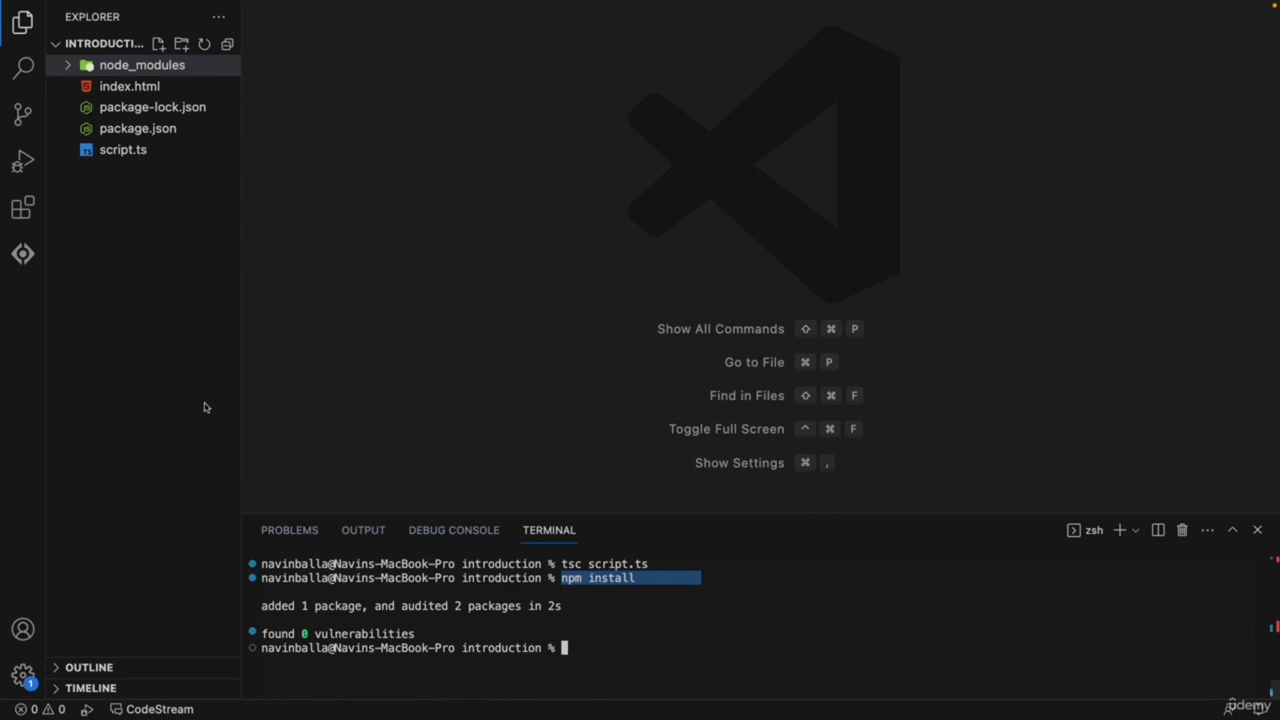 EXPLORER
INTRODUCTI...
node_modules
index.html
package-lock.json
package.json
script.ts
OUTLINE
TIMELINE
Show All Commands ⇧ ⌘ P
Go to File ⌘ P
Find in Files ⇧ ⌘ F
Toggle Full Screen ^ ⌘ F
Show Settings ⌘ ,
PROBLEMS OUTPUT DEBUG CONSOLE TERMINAL zsh
navinballa@Navins-MacBook-Pro introduction % tsc script.ts
navinballa@Navins-MacBook-Pro introduction % npm install
added 1 package, and audited 2 packages in 2s
found 0 vulnerabilities
navinballa@Navins-MacBook-Pro introduction %
1
0 0 CodeStream
udemy